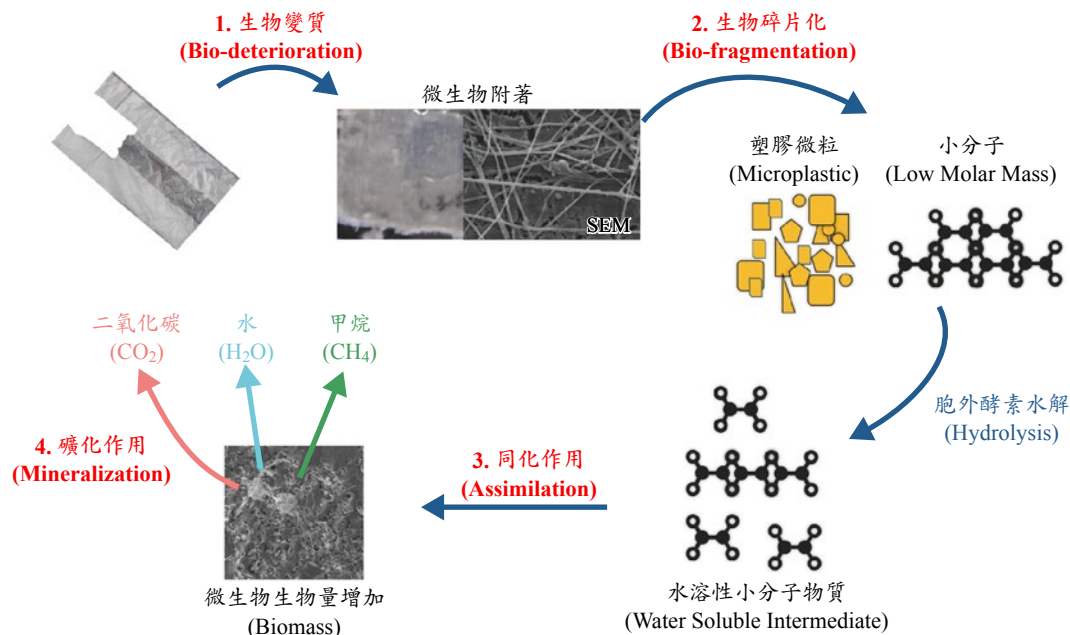 1. 生物變質
(Bio-deterioration)
2. 生物碎片化
(Bio-fragmentation)
微生物附著
SEM
塑膠微粒
(Microplastic)
小分子
(Low Molar Mass)
胞外酵素水解
(Hydrolysis)
水溶性小分子物質
(Water Soluble Intermediate)
3. 同化作用
(Assimilation)
微生物生物量增加
(Biomass)
4. 礦化作用
(Mineralization)
二氧化碳
(CO₂)
水
(H₂O)
甲烷
(CH₄)